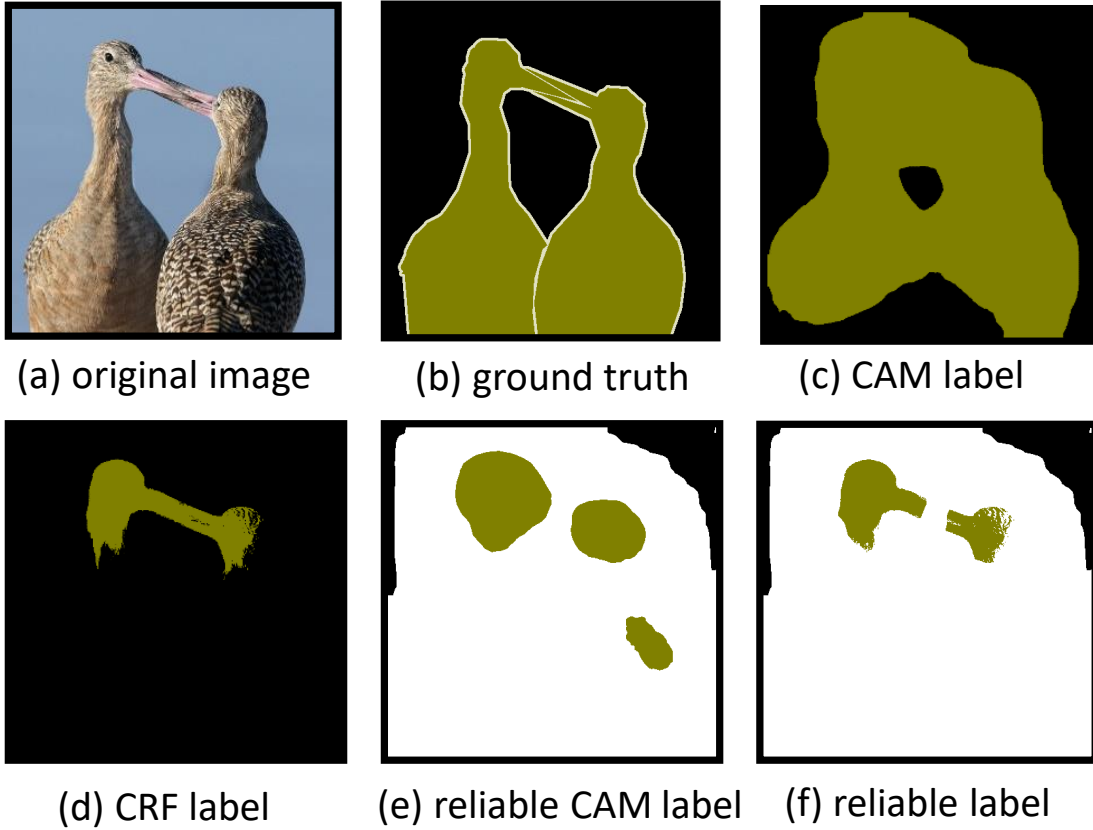 (a) original image
(b) ground truth
(c) CAM label
(d) CRF label
(e) reliable CAM label
(f) reliable label